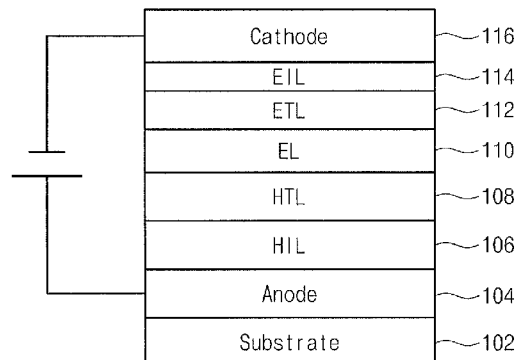 Cathode 116
EIL 114
ETL 112
EL 110
HTL 108
HIL 106
Anode 104
Substrate 102